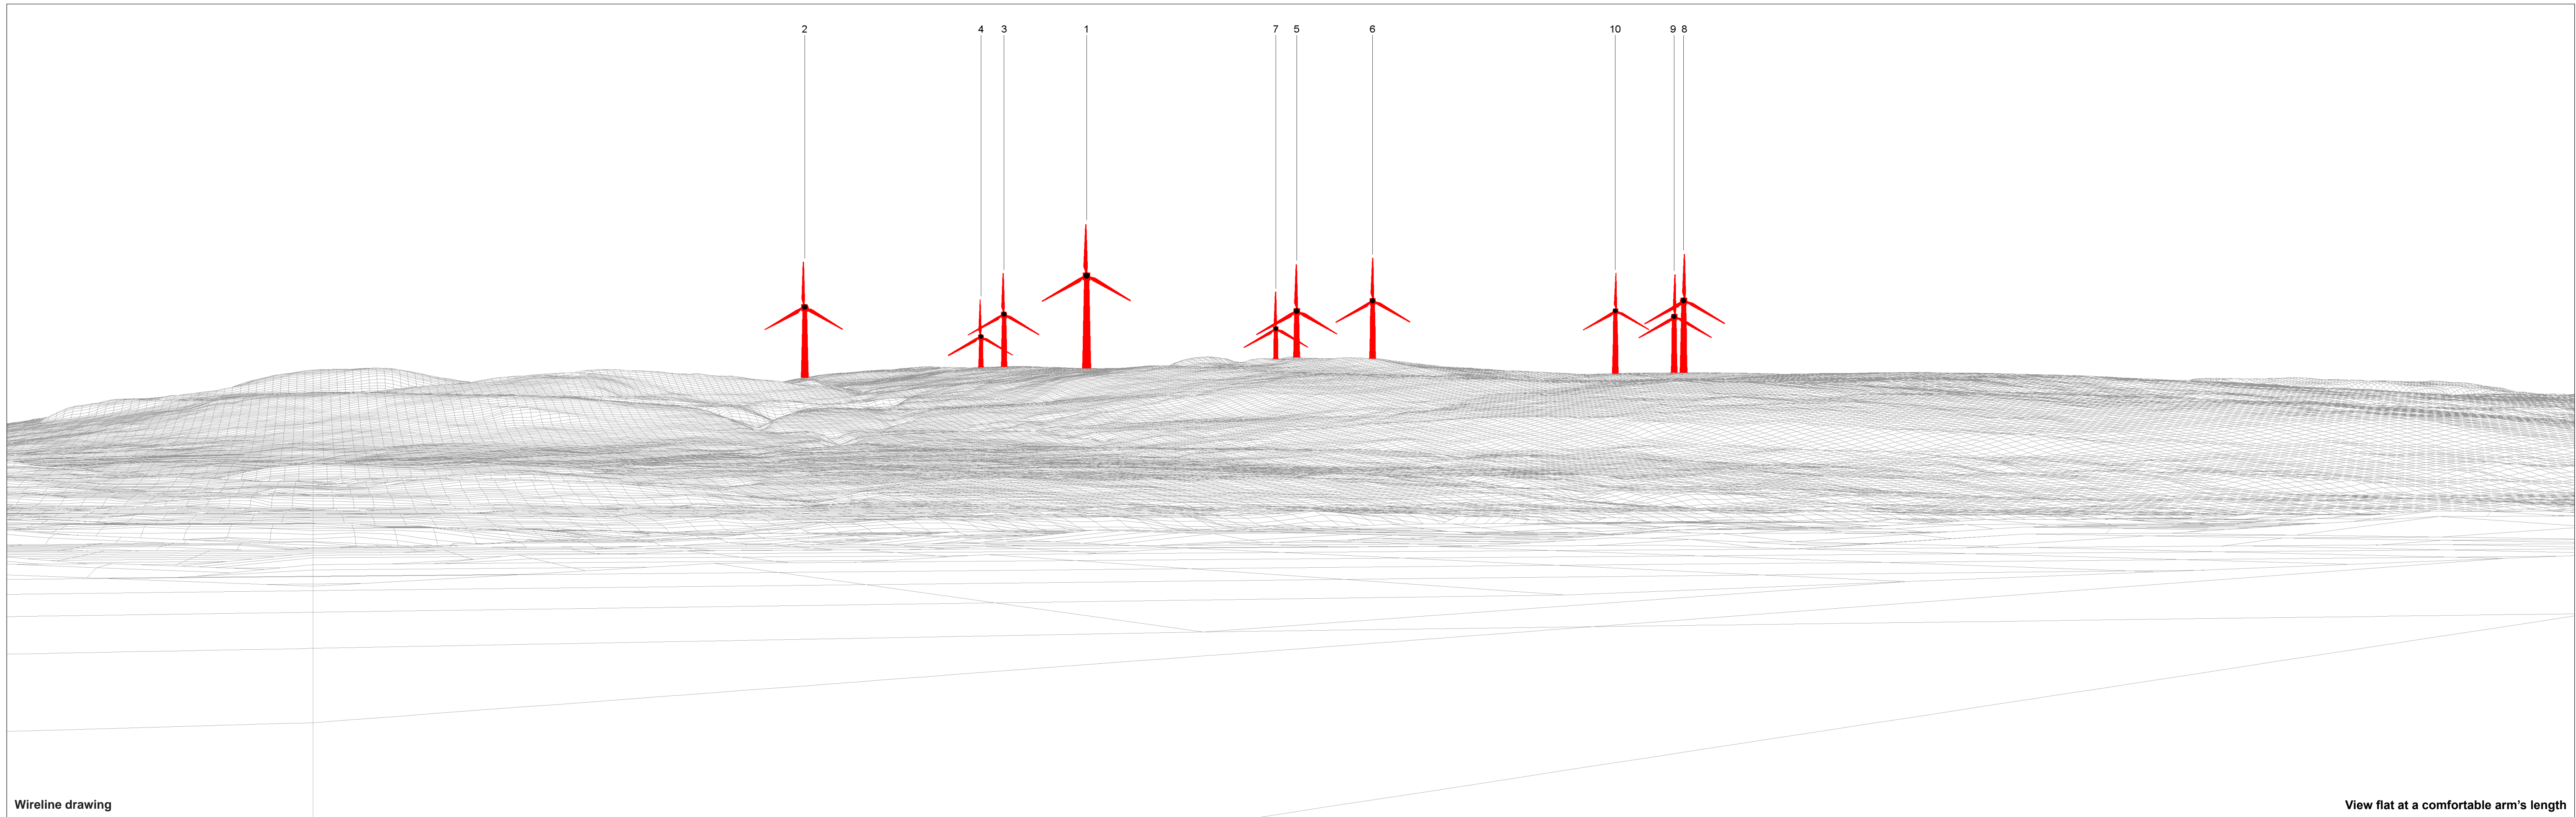 2 4 3 1 7 5 6 10 9 8
Wireline drawing
View flat at a comfortable arm's length